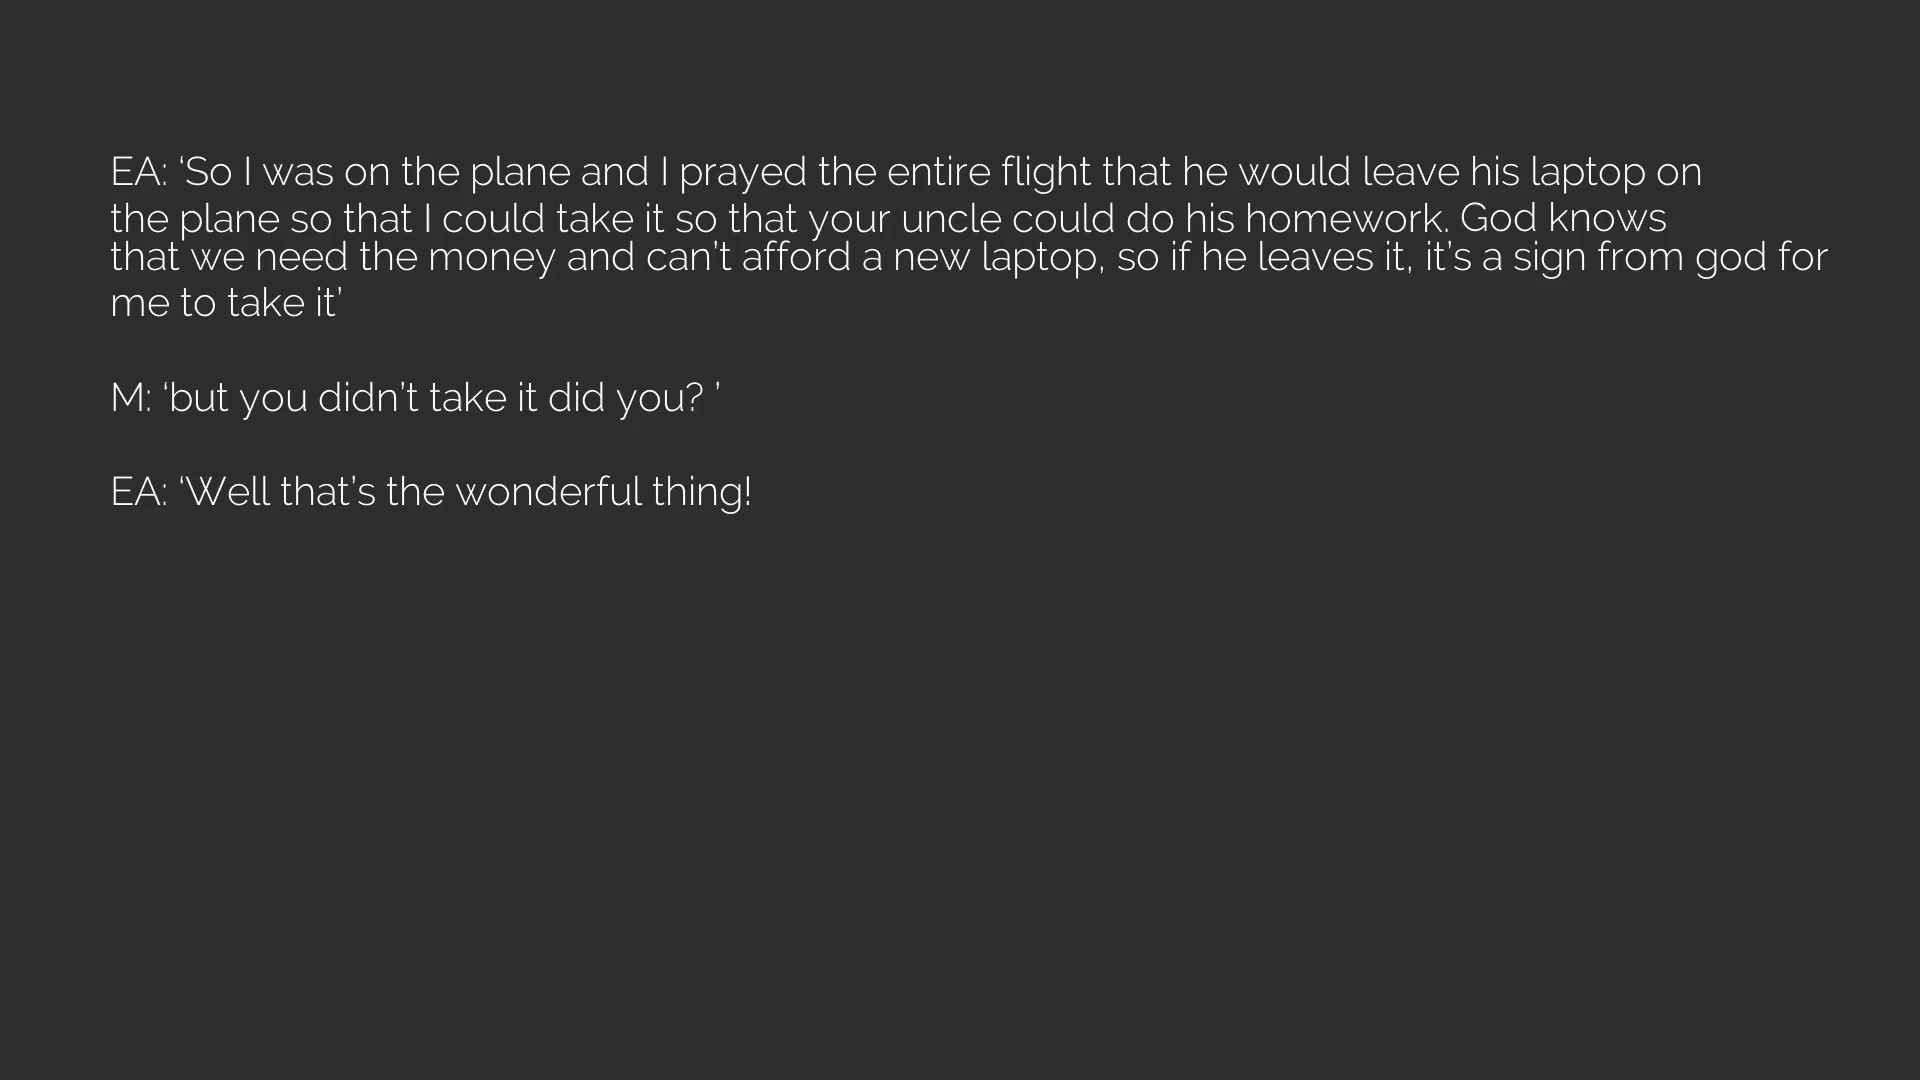 EA: ‘So I was on the plane and I prayed the entire flight that he would leave his laptop on
the plane so that I could take it so that your uncle could do his homework. God knows
that we need the money and can’t afford a new laptop, so if he leaves it, it’s a sign from god for
me to take it’
M: ‘but you didn’t take it did you? ’
EA: ‘Well that’s the wonderful thing!